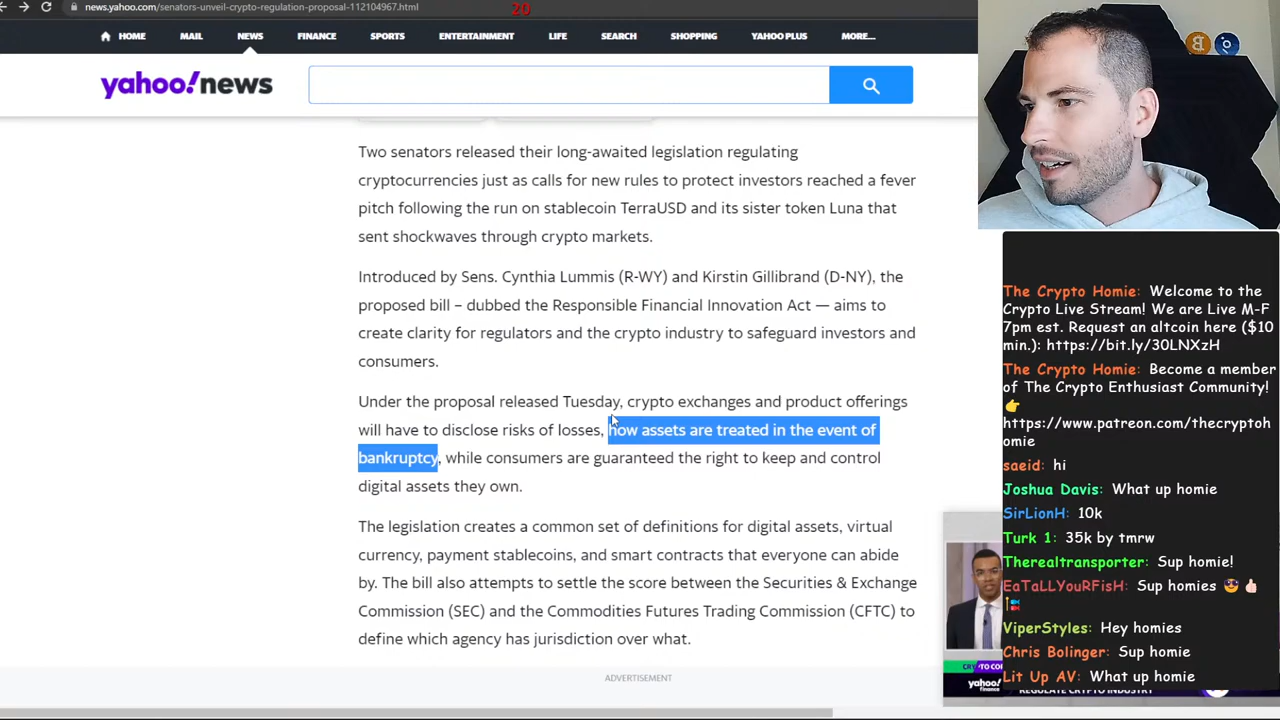 news.yahoo.com/senators-unveil-crypto-regulation-proposal-112104967.html
20
HOME MAIL NEWS FINANCE SPORTS ENTERTAINMENT LIFE SEARCH SHOPPING YAHOO PLUS MORE...
yahoo!news
Two senators released their long-awaited legislation regulating
cryptocurrencies just as calls for new rules to protect investors reached a fever
pitch following the run on stablecoin TerraUSD and its sister token Luna that
sent shockwaves through crypto markets.
Introduced by Sens. Cynthia Lummis (R-WY) and Kirstin Gillibrand (D-NY), the
proposed bill – dubbed the Responsible Financial Innovation Act — aims to
create clarity for regulators and the crypto industry to safeguard investors and
consumers.
Under the proposal released Tuesday, crypto exchanges and product offerings
will have to disclose risks of losses, how assets are treated in the event of
bankruptcy, while consumers are guaranteed the right to keep and control
digital assets they own.
The legislation creates a common set of definitions for digital assets, virtual
currency, payment stablecoins, and smart contracts that everyone can abide
by. The bill also attempts to settle the score between the Securities & Exchange
Commission (SEC) and the Commodities Futures Trading Commission (CFTC) to
define which agency has jurisdiction over what.
ADVERTISEMENT
The Crypto Homie: Welcome to the
Crypto Live Stream! We are Live M-F
7pm est. Request an altcoin here ($10
min.): https://bit.ly/30LNXzH
The Crypto Homie: Become a member
of The Crypto Enthusiast Community!
👉
https://www.patreon.com/thecryptoh
omie
saeid: hi
Joshua Davis: What up homie
SirLionH: 10k
Turk 1: 35k by tmrw
Therealtransporter: Sup homie!
EaTaLLYouRFisH: Sup homies
ViperStyles: Hey homies
Chris Bolinger: Sup homie
Lit Up AV: What up homie
yahoo!
finance
REGULATE CRYPTO INDUSTRY